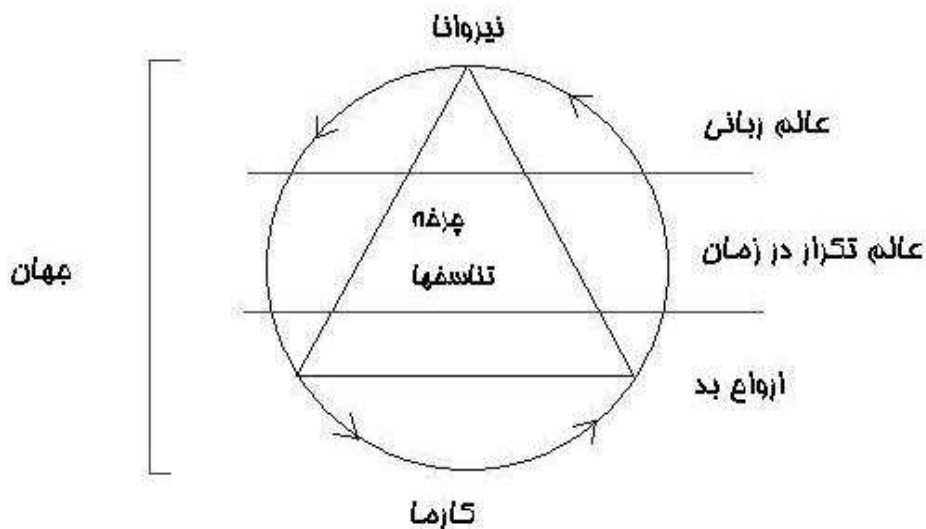 نیروانا
عالم ربانی
چرخه
تناسخها
عالم تکرار در زمان
جهان
ارواح بد
کارما